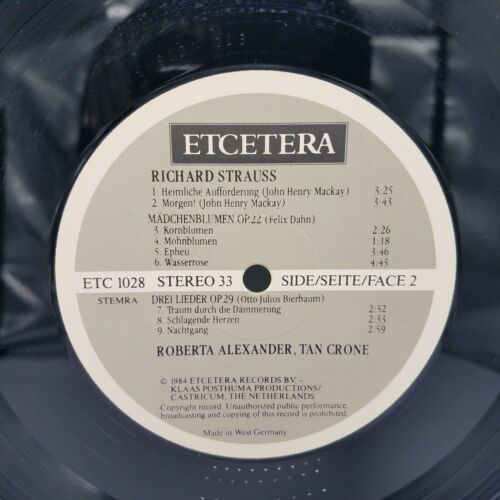 ETCETERA
RICHARD STRAUSS
1. Heimliche Aufforderung (John Henry Mackay) 3:25
2. Morgen! (John Henry Mackay) 3:43
MÄDCHENBLUMEN OP.22 (Felix Dahn)
3. Kornblumen 2:26
4. Mohnblumen 1:18
5. Epheu 3:46
6. Wasserrose 4:43
ETC 1028 STEREO 33 SIDE/SEITE/FACE 2
STEMRA DREI LIEDER OP.29 (Otto Julius Bierbaum)
7. Traum durch die Dämmerung 2:52
8. Schlagende Herzen 2:33
9. Nachtgang 2:59
ROBERTA ALEXANDER, TAN CRONE
© 1984 ETCETERA RECORDS B.V. –
KLAAS POSTHUMA PRODUCTIONS/
CASTRICUM, THE NETHERLANDS
Copyright record. Unauthorized public performance,
broadcasting and copying of this record is prohibited.
Made in West Germany